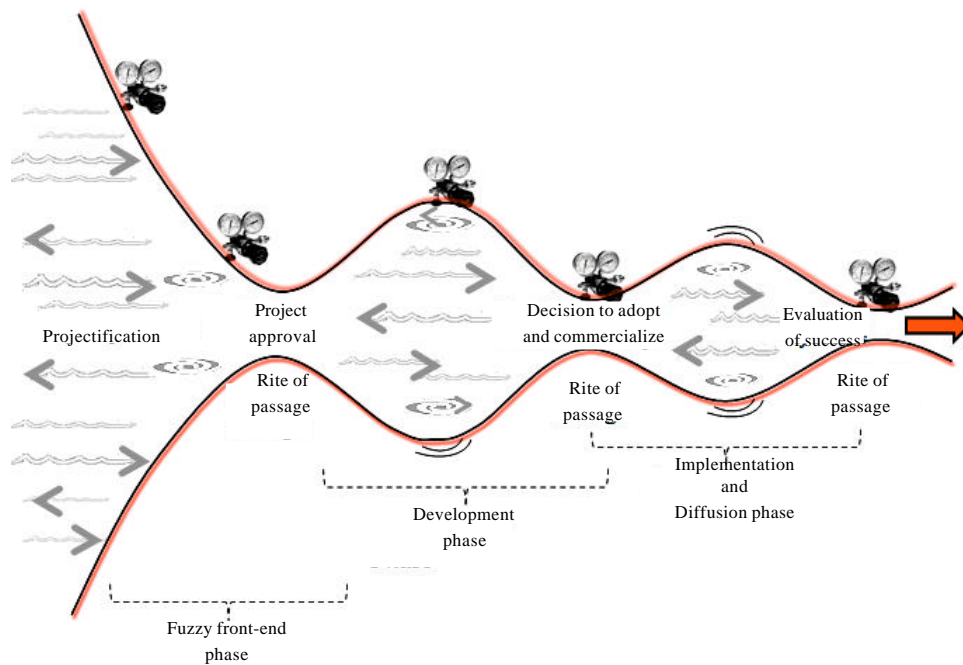 Projectification
Project
approval
Rite of
passage
Decision to adopt
and commercialize
Rite of
passage
Evaluation
of success
Rite of
passage
Implementation
and
Diffusion phase
Development
phase
Fuzzy front-end
phase